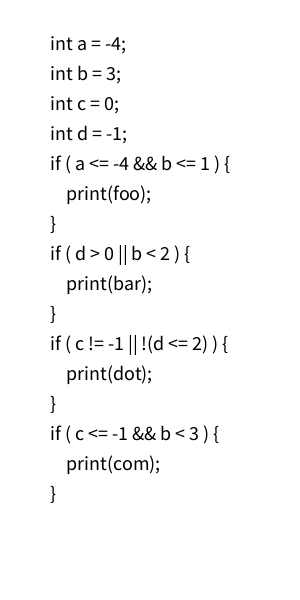 int a = -4;
int b = 3;
int c = 0;
int d = -1;
if ( a <= -4 && b <= 1 ) {
    print(foo);
}
if ( d > 0 || b < 2 ) {
    print(bar);
}
if ( c != -1 || !(d <= 2) ) {
    print(dot);
}
if ( c <= -1 && b < 3 ) {
    print(com);
}